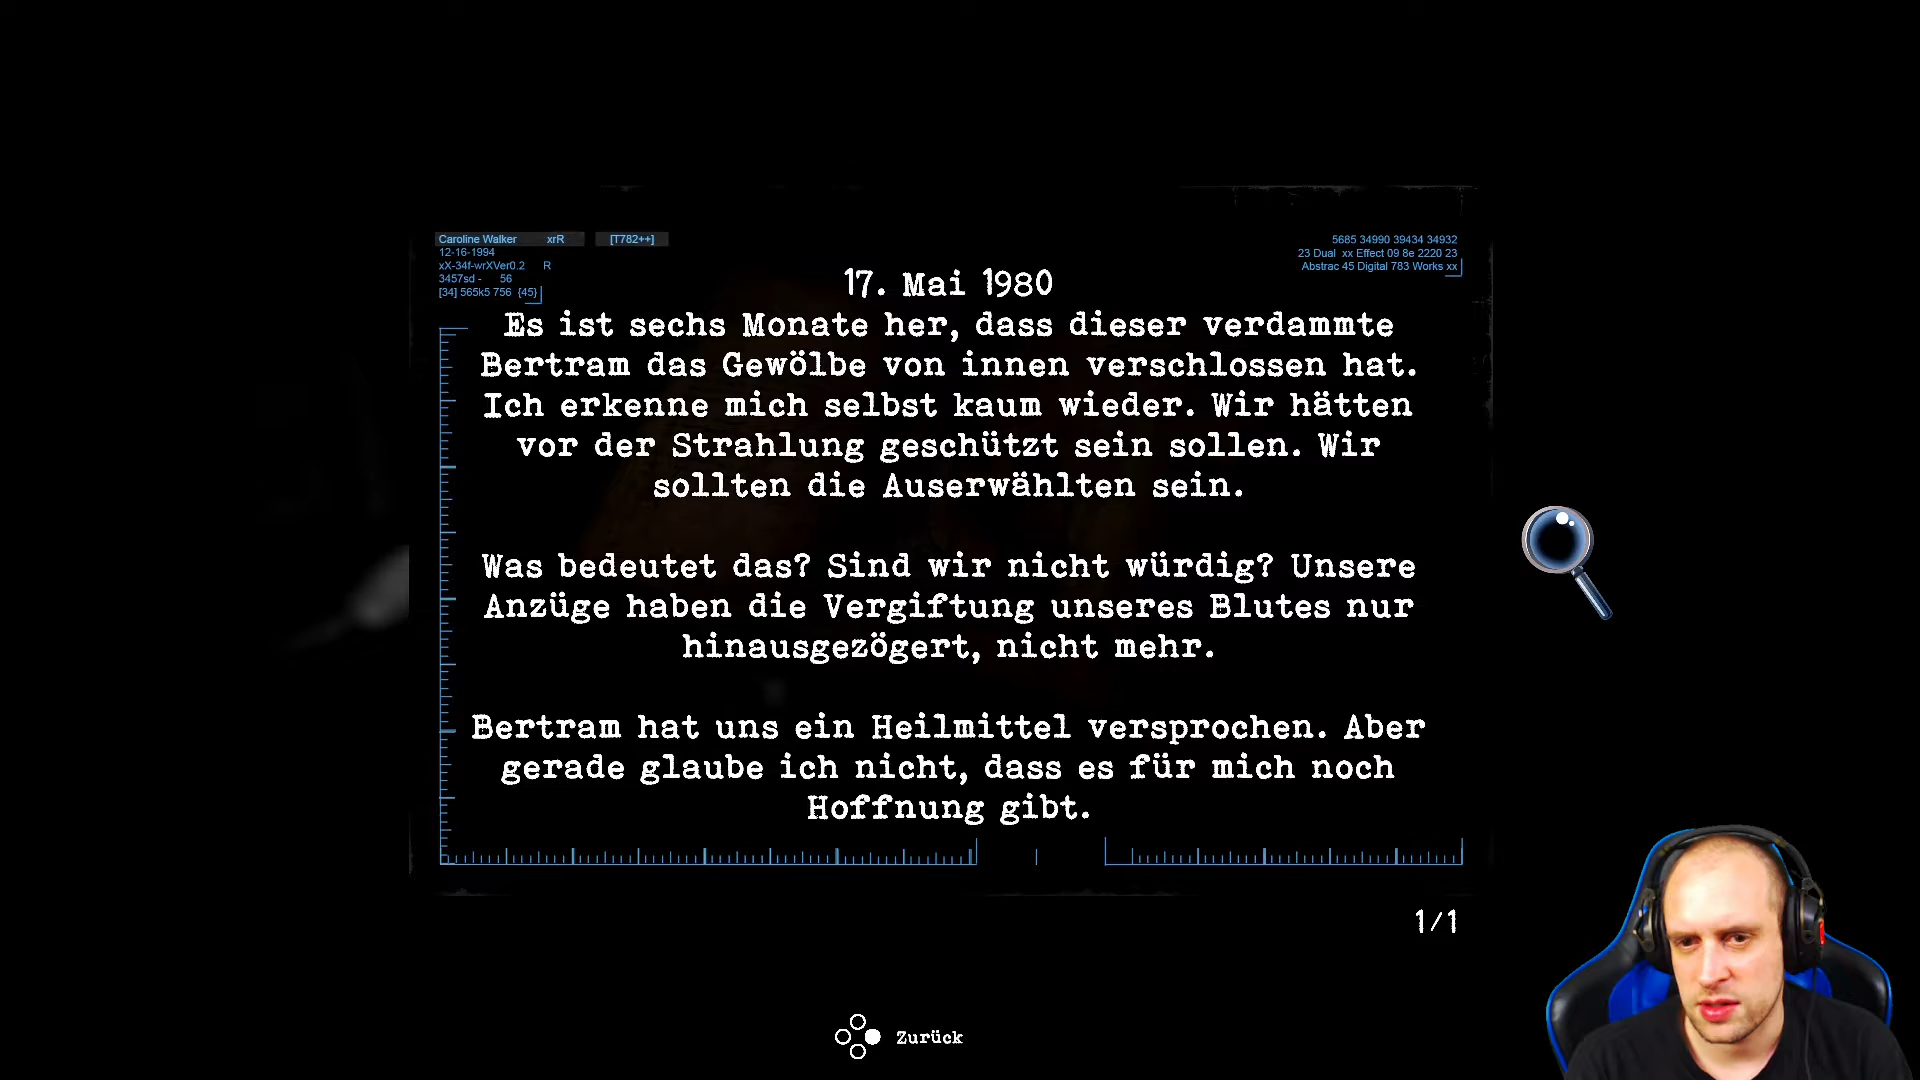 Caroline Walker xrR [T782++]
12-16-1994
xX-34f-wrXVer0.2 R
3457sd - 56
[34] 565k5 756 {45}
5685 34990 39434 34932
23 Dual xx Effect 09 8e 2220 23
Abstrac 45 Digital 783 Works xx
17. Mai 1980
Es ist sechs Monate her, dass dieser verdammte
Bertram das Gewölbe von innen verschlossen hat.
Ich erkenne mich selbst kaum wieder. Wir hätten
vor der Strahlung geschützt sein sollen. Wir
sollten die Auserwählten sein.
Was bedeutet das? Sind wir nicht würdig? Unsere
Anzüge haben die Vergiftung unseres Blutes nur
hinausgezögert, nicht mehr.
Bertram hat uns ein Heilmittel versprochen. Aber
gerade glaube ich nicht, dass es für mich noch
Hoffnung gibt.
1/1
Zurück